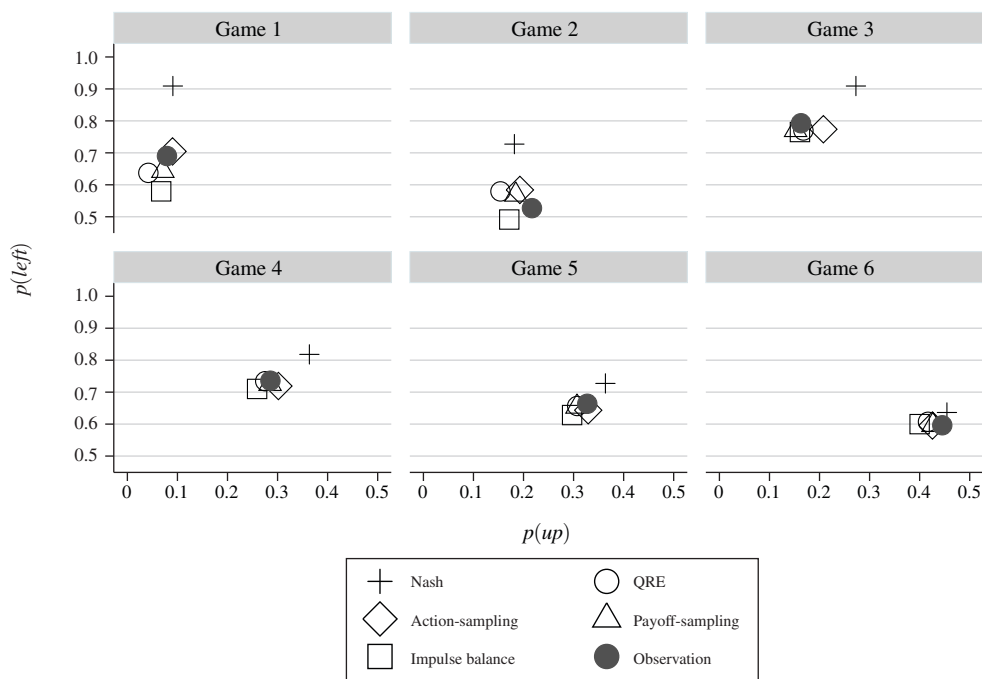 Game 1 Game 2 Game 3
1.0
0.9
0.8
0.7
0.6
0.5
p(left)
Game 4 Game 5 Game 6
1.0
0.9
0.8
0.7
0.6
0.5
0 0.1 0.2 0.3 0.4 0.5 0 0.1 0.2 0.3 0.4 0.5 0 0.1 0.2 0.3 0.4 0.5
p(up)
Nash QRE
Action-sampling Payoff-sampling
Impulse balance Observation